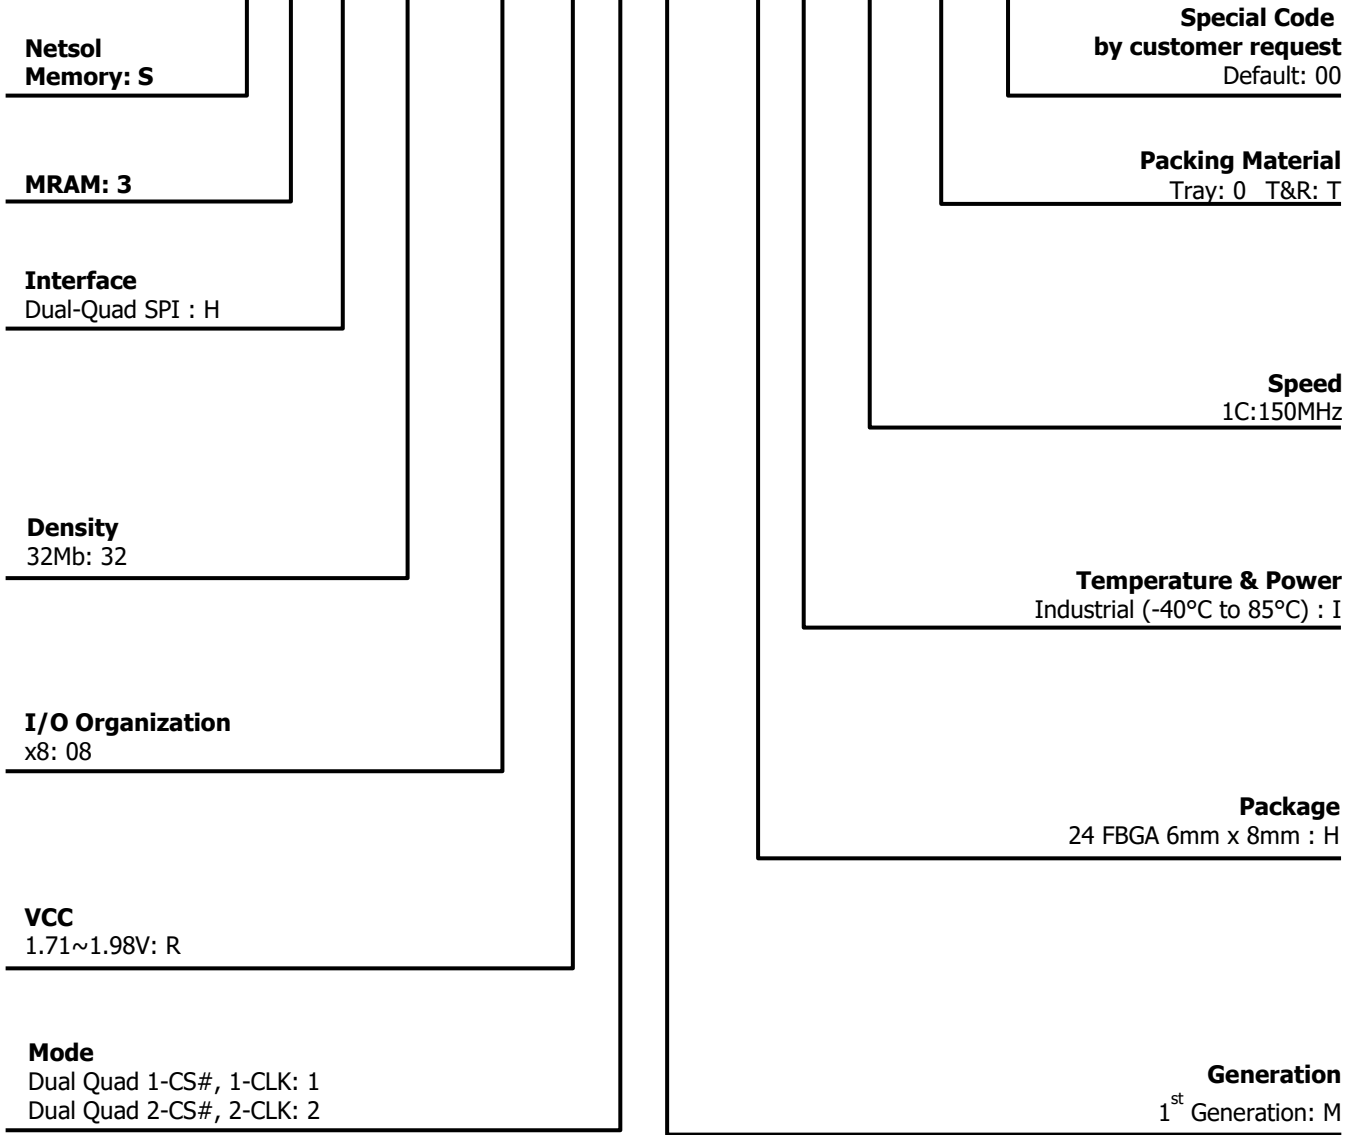 Netsol
Memory: S
MRAM: 3
Interface
Dual-Quad SPI : H
Density
32Mb: 32
I/O Organization
x8: 08
VCC
1.71~1.98V: R
Mode
Dual Quad 1-CS#, 1-CLK: 1
Dual Quad 2-CS#, 2-CLK: 2
Special Code
by customer request
Default: 00
Packing Material
Tray: 0 T&R: T
Speed
1C:150MHz
Temperature & Power
Industrial (-40°C to 85°C) : I
Package
24 FBGA 6mm x 8mm : H
Generation
1st Generation: M